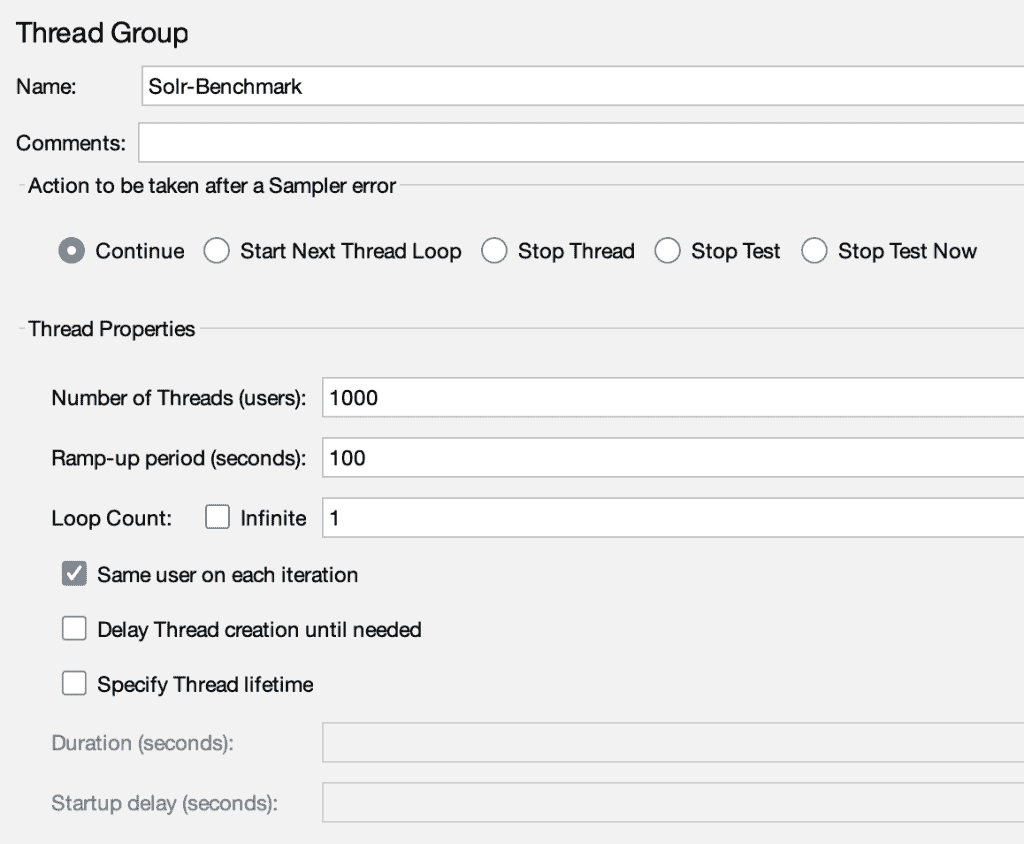 Thread Group
Name: Solr-Benchmark
Comments:
Action to be taken after a Sampler error
Continue Start Next Thread Loop Stop Thread Stop Test Stop Test Now
Thread Properties
Number of Threads (users): 1000
Ramp-up period (seconds): 100
Loop Count: Infinite 1
Same user on each iteration
Delay Thread creation until needed
Specify Thread lifetime
Duration (seconds):
Startup delay (seconds):